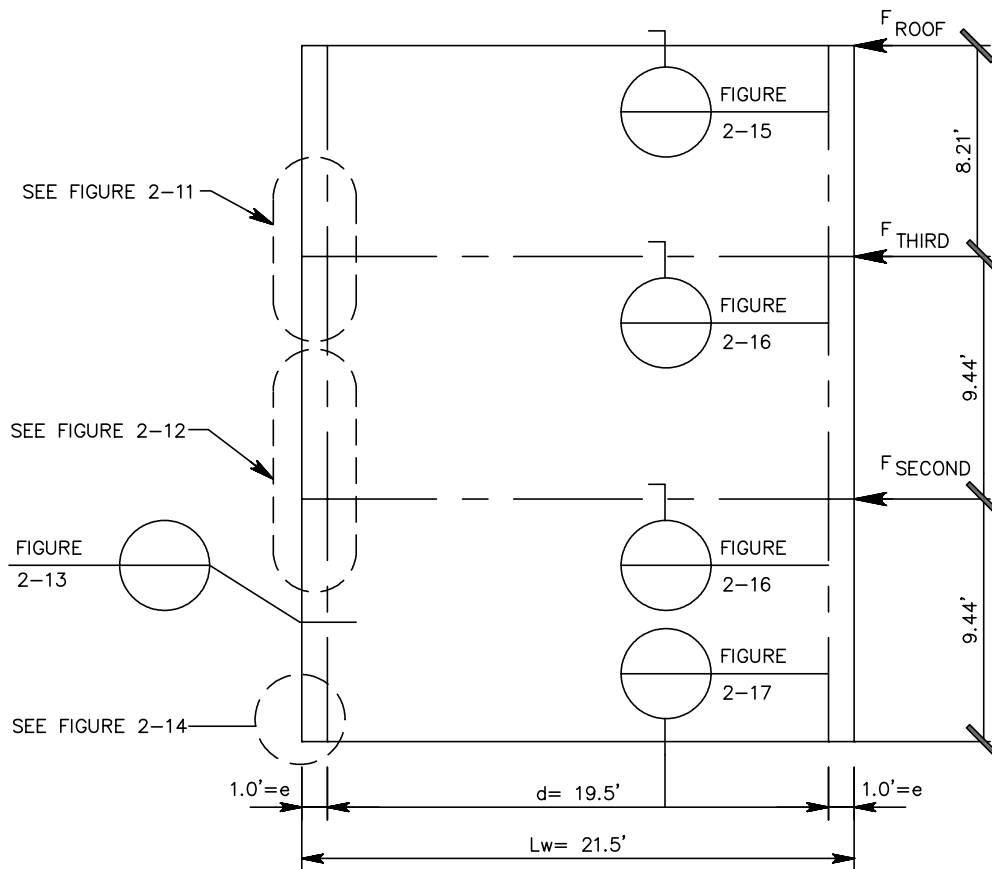 F ROOF
FIGURE
2-15
8.21'
SEE FIGURE 2-11
F THIRD
FIGURE
2-16
9.44'
SEE FIGURE 2-12
F SECOND
FIGURE
2-13
FIGURE
2-16
9.44'
FIGURE
2-17
SEE FIGURE 2-14
1.0'=e
d= 19.5'
1.0'=e
Lw= 21.5'